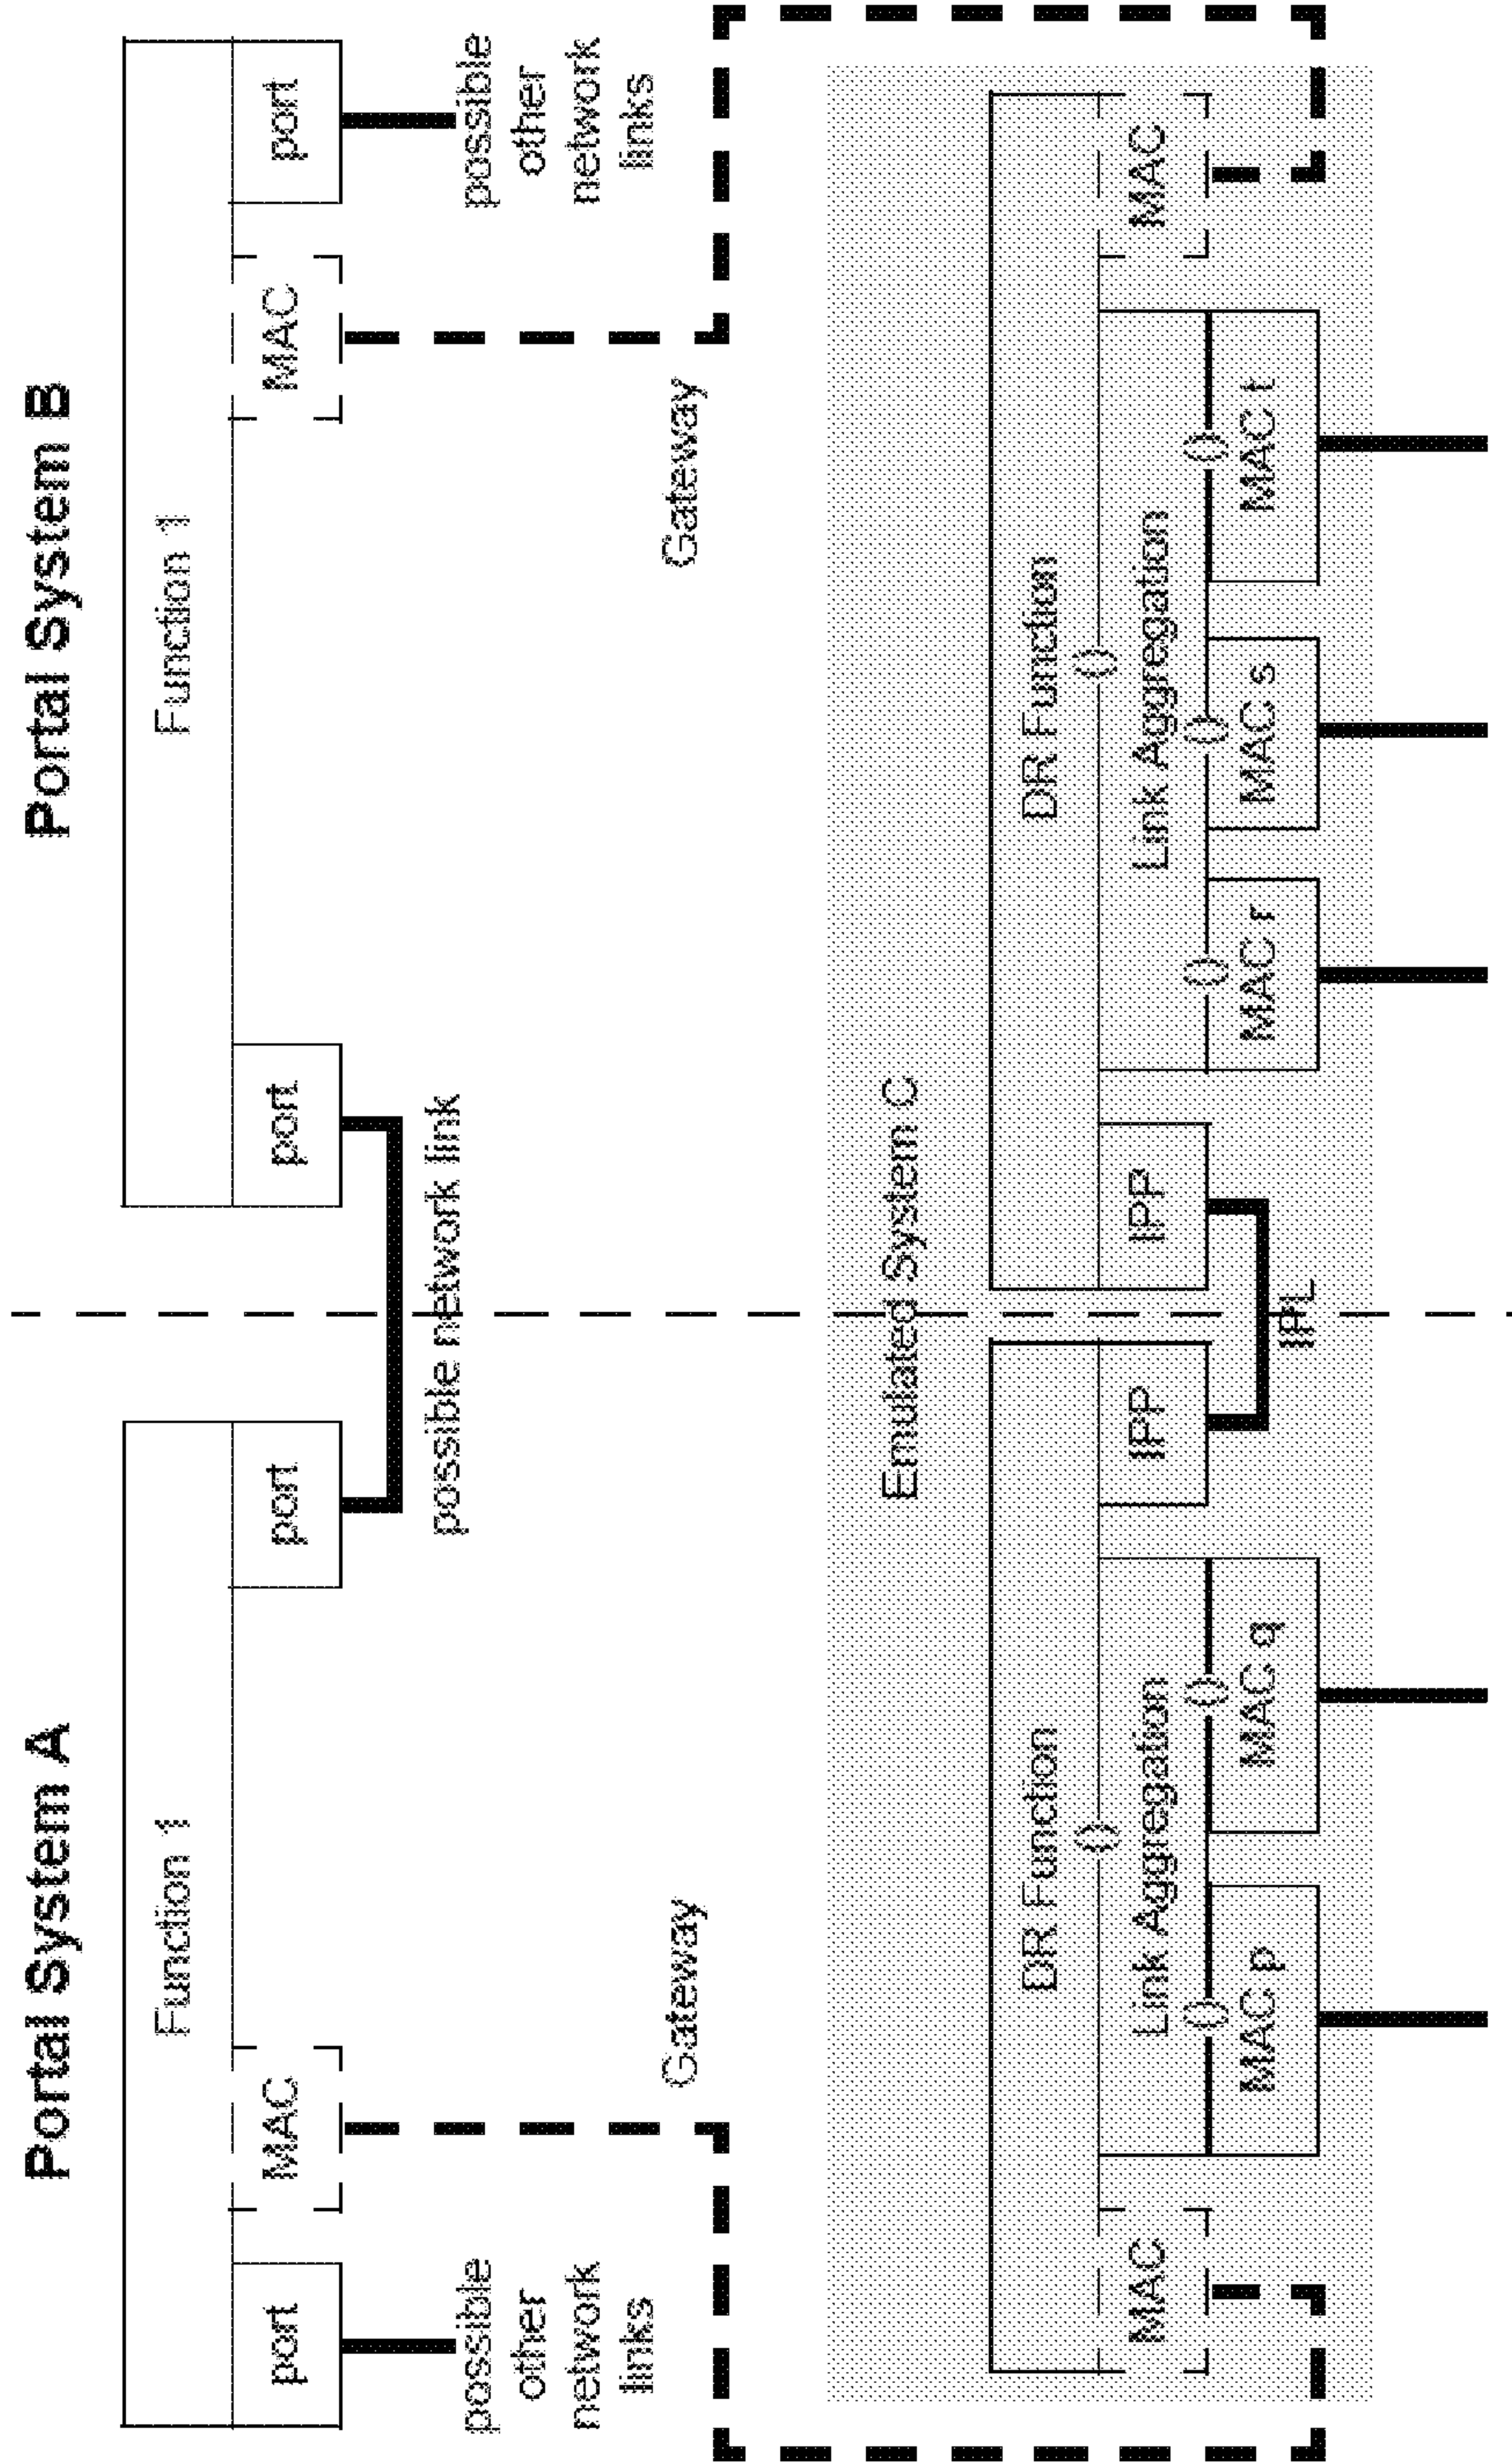 Portal System A
Portal System B
Function 1
Function 1
port
MAC
port
port
MAC
port
possible
other
network
links
possible network link
possible
other
network
links
Gateway
Gateway
Emulated System C
DR Function
DR Function
()
()
MAC
Link Aggregation
IPP
IPP
Link Aggregation
MAC
()
()
()
()
()
MAC p
MAC q
MAC r
MAC s
MAC t
IPL